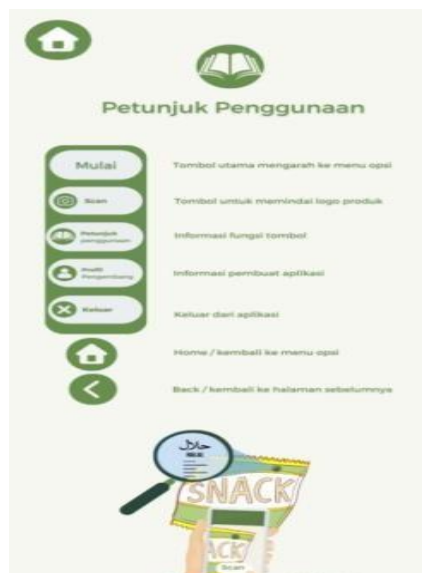 Petunjuk Penggunaan
Mulai
Tombol utama mengarah ke menu opsi
Scan
Tombol untuk memindai logo produk
Petunjuk
penggunaan
Informasi fungsi tombol
Profil
Pengembang
Informasi pembuat aplikasi
Keluar
Keluar dari aplikasi
Home / kembali ke menu opsi
Back / kembali ke halaman sebelumnya
حلال
SNACK
ACK
Scan